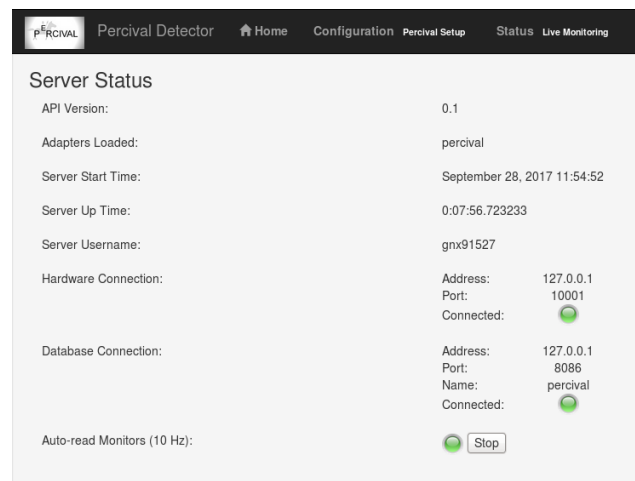 PERCIVAL Percival Detector Home Configuration Percival Setup Status Live Monitoring
Server Status
API Version: 0.1
Adapters Loaded: percival
Server Start Time: September 28, 2017 11:54:52
Server Up Time: 0:07:56.723233
Server Username: gnx91527
Hardware Connection: Address: 127.0.0.1
Port: 10001
Connected:
Database Connection: Address: 127.0.0.1
Port: 8086
Name: percival
Connected:
Auto-read Monitors (10 Hz): Stop